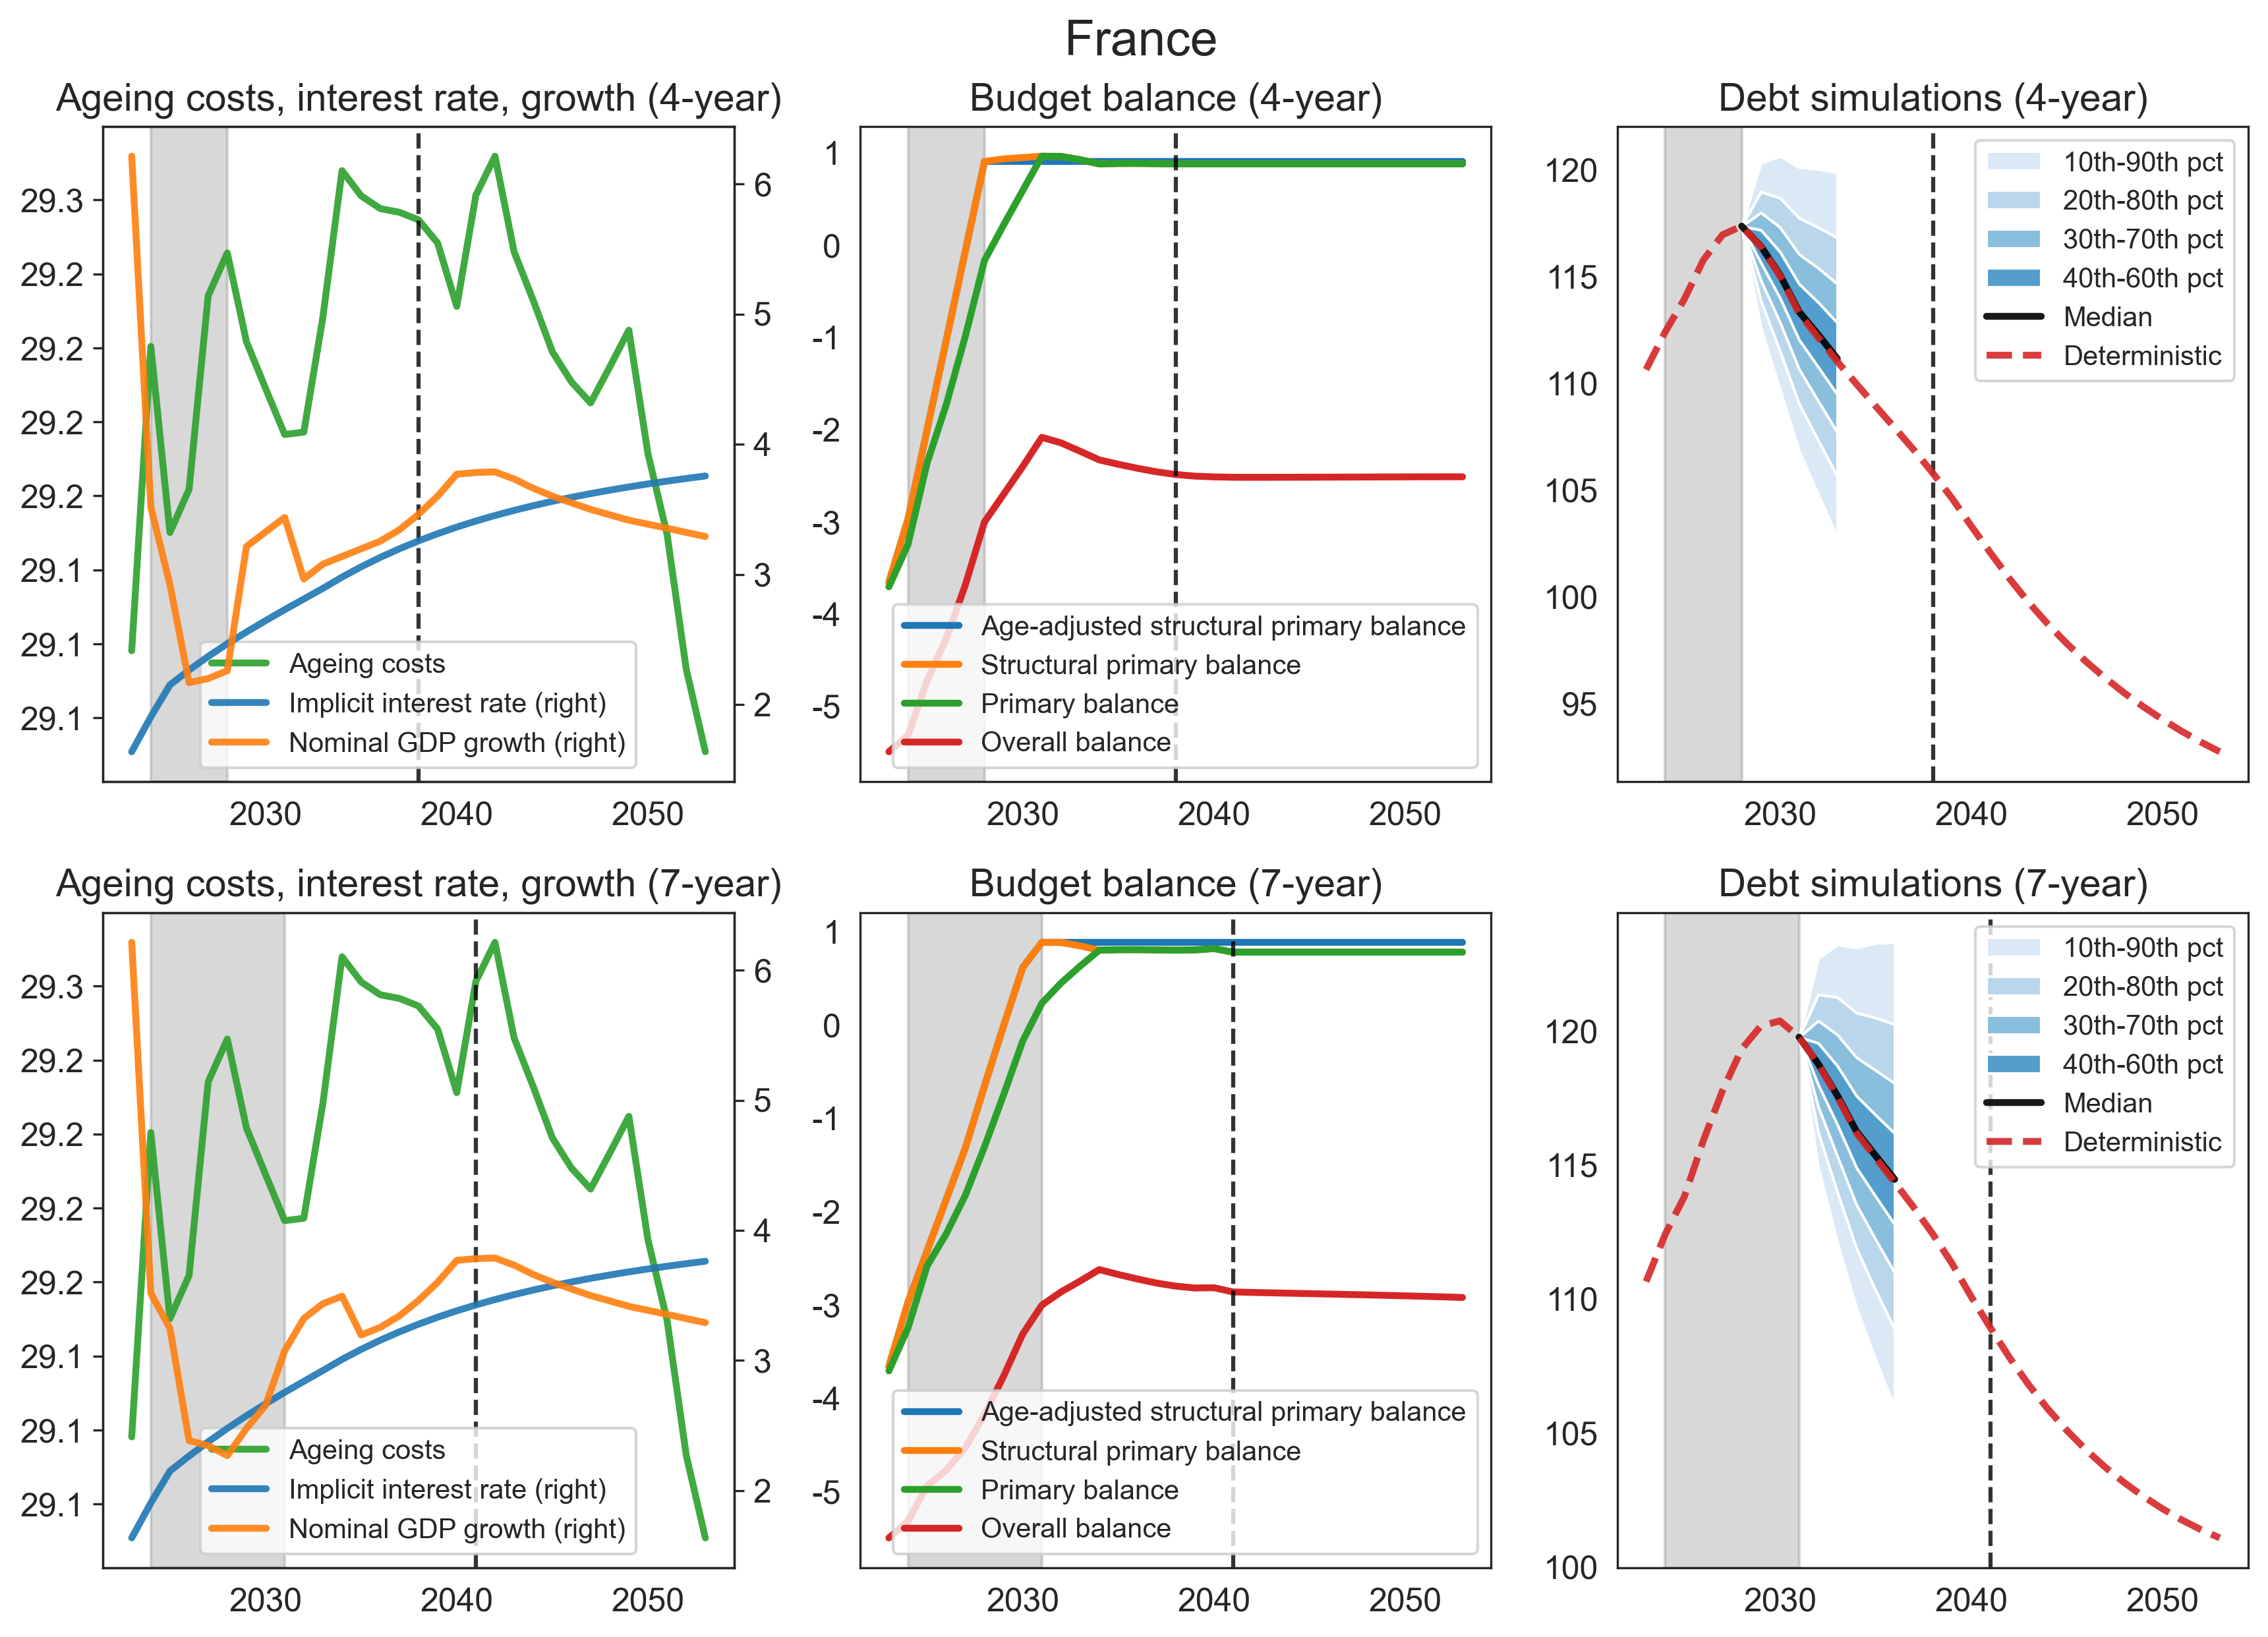 France
Ageing costs, interest rate, growth (4-year)
29.3
29.2
29.2
29.2
29.2
29.1
29.1
29.1
6
5
4
3
2
Ageing costs
Implicit interest rate (right)
Nominal GDP growth (right)
2030 2040 2050
Budget balance (4-year)
1
0
-1
-2
-3
-4
-5
Age-adjusted structural primary balance
Structural primary balance
Primary balance
Overall balance
2030 2040 2050
Debt simulations (4-year)
120
115
110
105
100
95
10th-90th pct
20th-80th pct
30th-70th pct
40th-60th pct
Median
Deterministic
2030 2040 2050
Ageing costs, interest rate, growth (7-year)
29.3
29.2
29.2
29.2
29.2
29.1
29.1
29.1
6
5
4
3
2
Ageing costs
Implicit interest rate (right)
Nominal GDP growth (right)
2030 2040 2050
Budget balance (7-year)
1
0
-1
-2
-3
-4
-5
Age-adjusted structural primary balance
Structural primary balance
Primary balance
Overall balance
2030 2040 2050
Debt simulations (7-year)
120
115
110
105
100
10th-90th pct
20th-80th pct
30th-70th pct
40th-60th pct
Median
Deterministic
2030 2040 2050